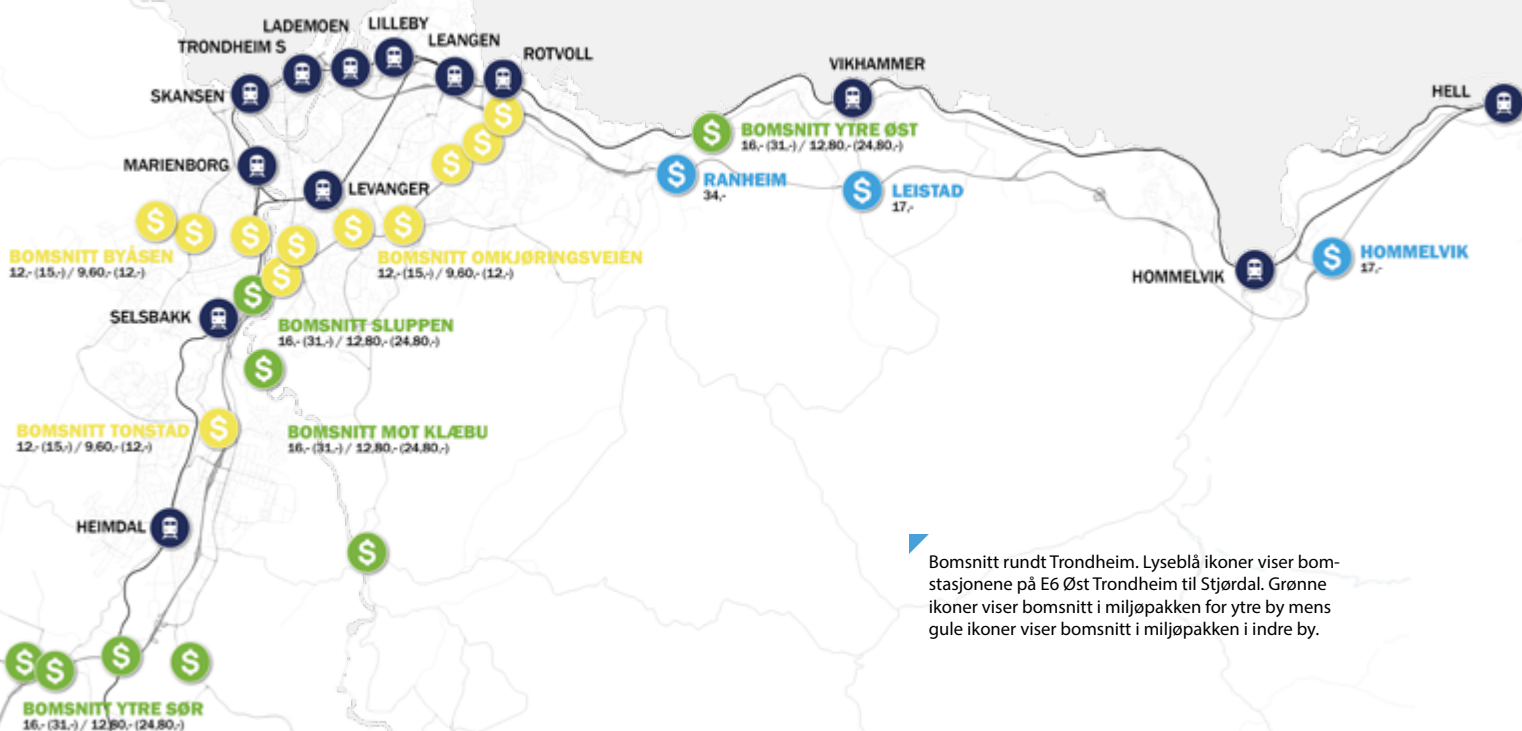 LADEMOEN
LILLEBY
TRONDHEIM S
LEANGEN
ROTVOLL
VIKHAMMER
HELL
SKANSEN
BOMSNITT YTRE ØST
16,- (31,-) / 12,80,- (24,80,-)
MARIENBORG
RANHEIM
34,-
LEVANGER
LEISTAD
17,-
BOMSNITT BYÅSEN
12,- (15,-) / 9,60,- (12,-)
BOMSNITT OMKJØRINGSVEIEN
12,- (15,-) / 9,60,- (12,-)
HOMMELVIK
HOMMELVIK
17,-
SELSBAKK
BOMSNITT SLUPPEN
16,- (31,-) / 12,80,- (24,80,-)
BOMSNITT TONSTAD
12,- (15,-) / 9,60,- (12,-)
BOMSNITT MOT KLÆBU
16,- (31,-) / 12,80,- (24,80,-)
HEIMDAL
Bomsnitt rundt Trondheim. Lyseblå ikoner viser bom-
stasjonene på E6 Øst Trondheim til Stjørdal. Grønne
ikoner viser bomsnitt i miljøpakken for ytre by mens
gule ikoner viser bomsnitt i miljøpakken i indre by.
BOMSNITT YTRE SØR
16,- (31,-) / 12,80,- (24,80,-)